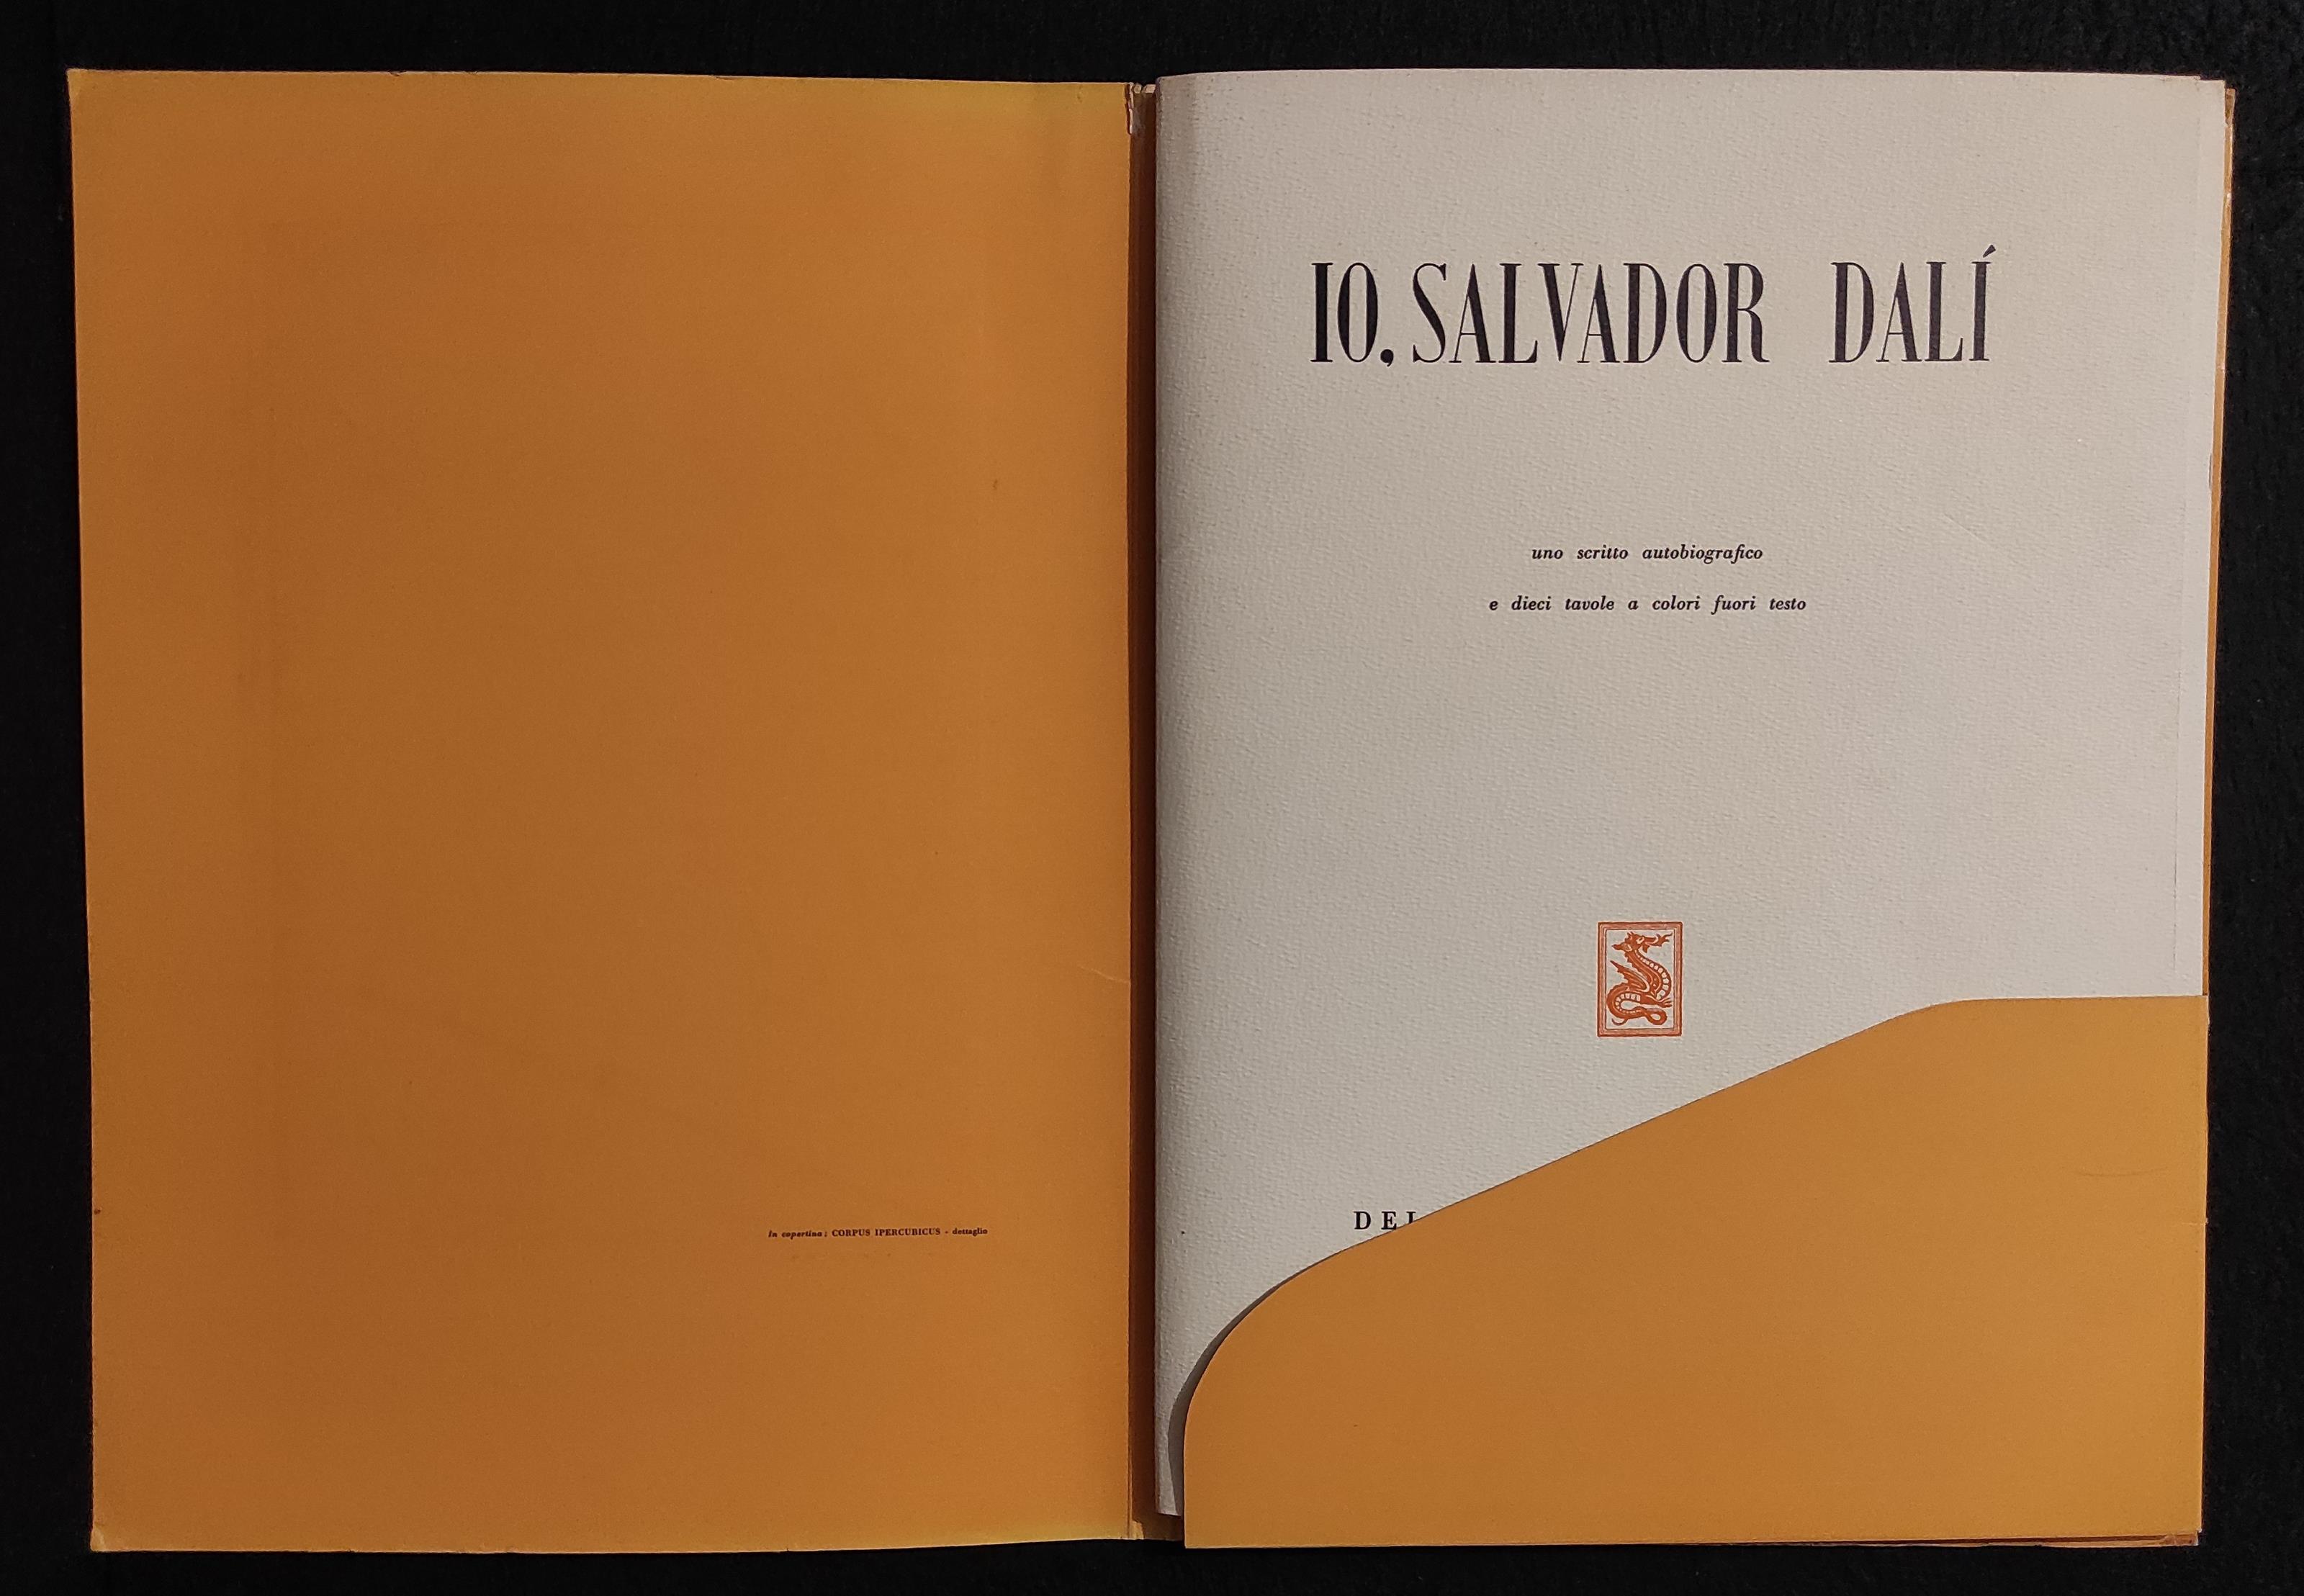 In copertina: CORPUS IPERCUBICUS - dettaglio
IO, SALVADOR DALÍ
uno scritto autobiografico
e dieci tavole a colori fuori testo